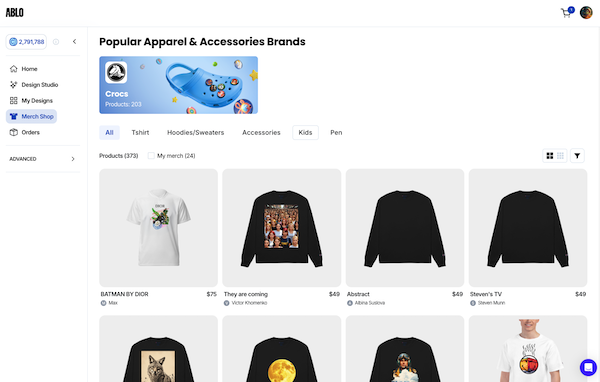 ABLO
2,791,788
Home
Design Studio
My Designs
Merch Shop
Orders
ADVANCED
Popular Apparel & Accessories Brands
Crocs
Products: 203
All Tshirt Hoodies/Sweaters Accessories Kids Pen
Products (373) My merch (24)
DIOR
BATMAN BY DIOR $75
Max
They are coming $49
Victor Khonenko
Abstract $49
Albina Suslova
Steven's TV $49
Steven Munn